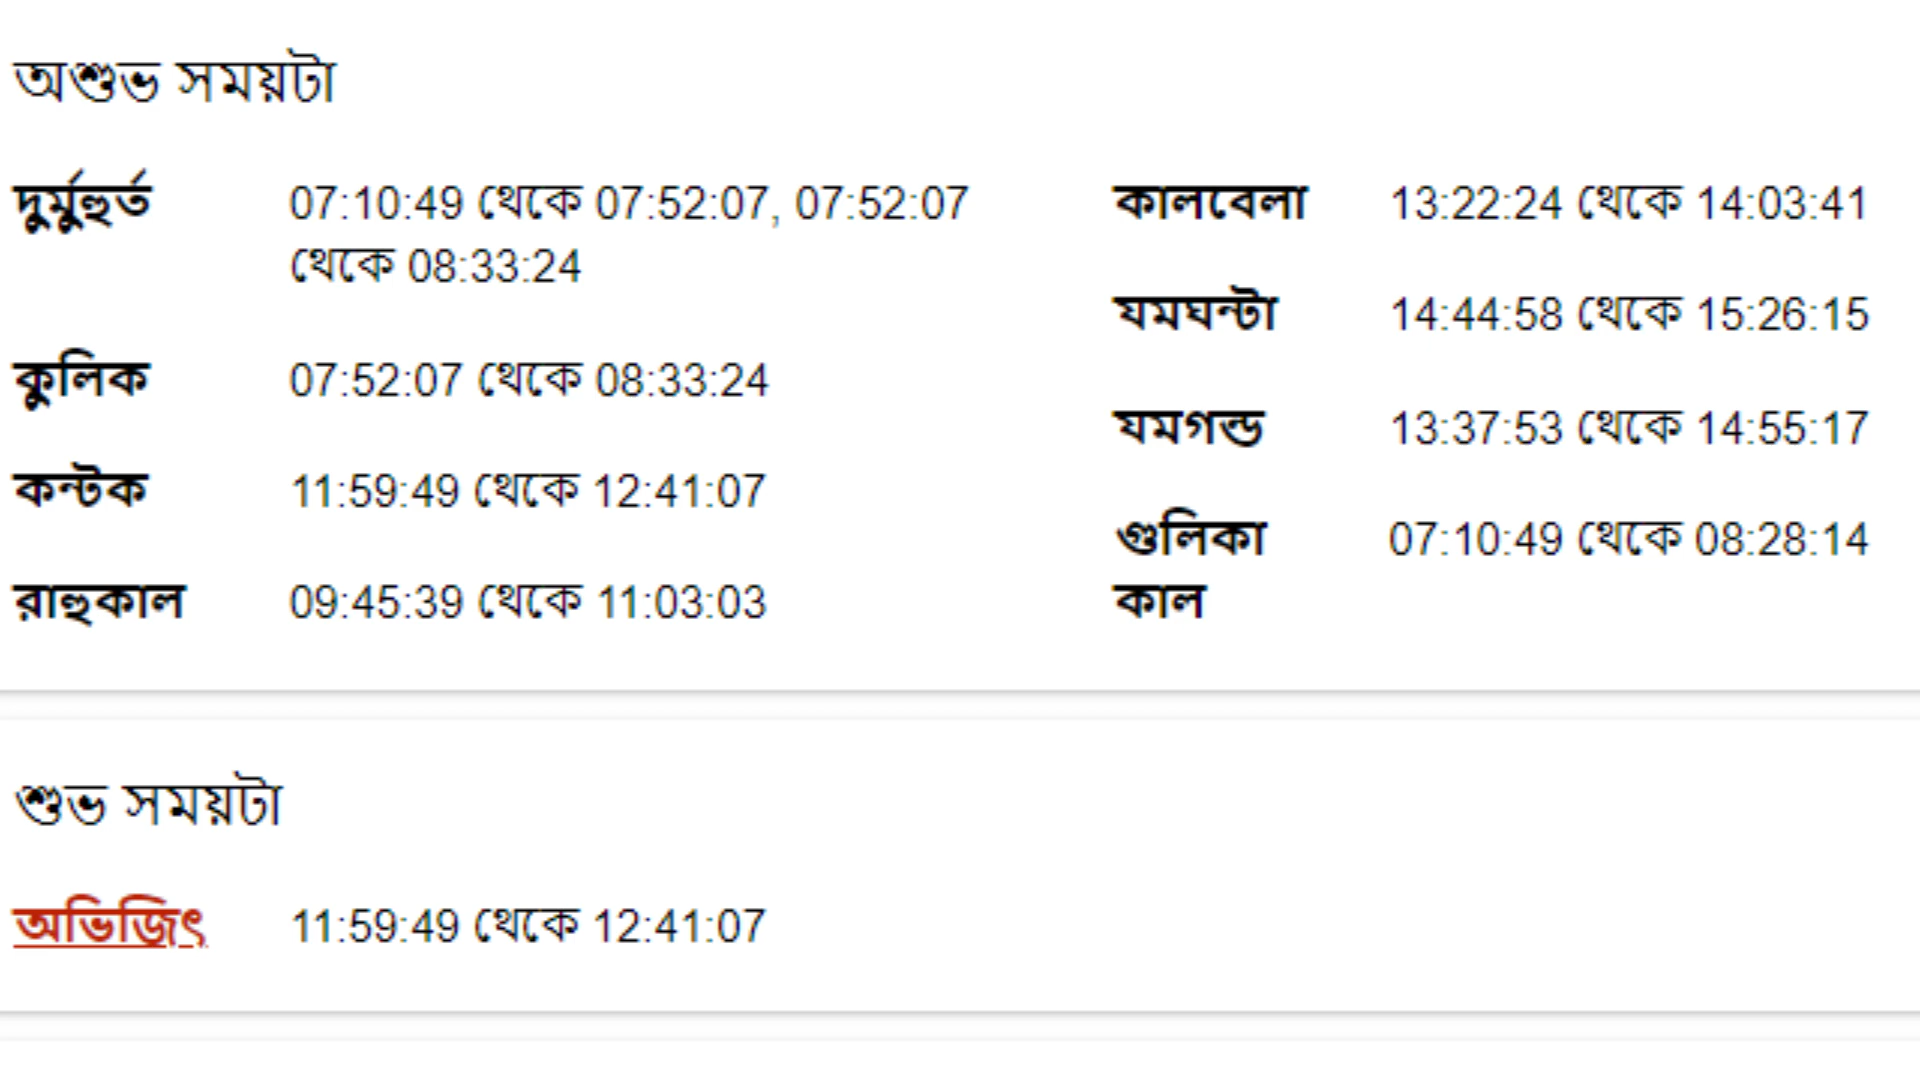 অশুভ সময়টা
দুর্মুহুর্ত 07:10:49 থেকে 07:52:07, 07:52:07
থেকে 08:33:24
কুলিক 07:52:07 থেকে 08:33:24
কন্টক 11:59:49 থেকে 12:41:07
রাহুকাল 09:45:39 থেকে 11:03:03
কালবেলা 13:22:24 থেকে 14:03:41
যমঘন্টা 14:44:58 থেকে 15:26:15
যমগন্ড 13:37:53 থেকে 14:55:17
গুলিকা 07:10:49 থেকে 08:28:14
কাল
শুভ সময়টা
অভিজিৎ 11:59:49 থেকে 12:41:07